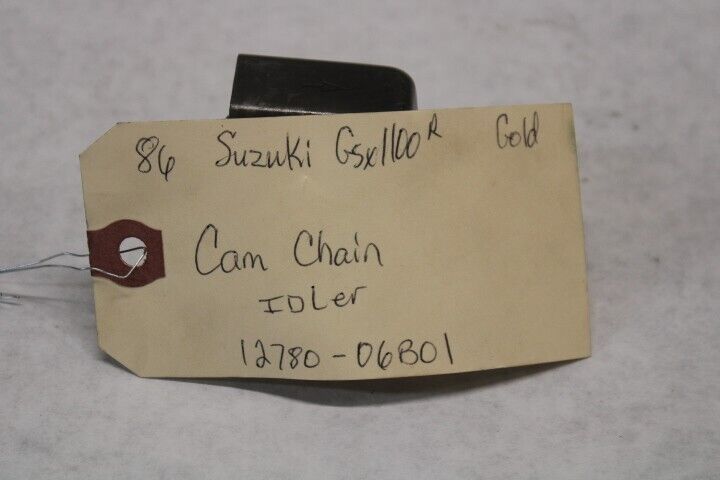 86 Suzuki Gsx1100R Gold
Cam Chain
IDLer
12780-06B01